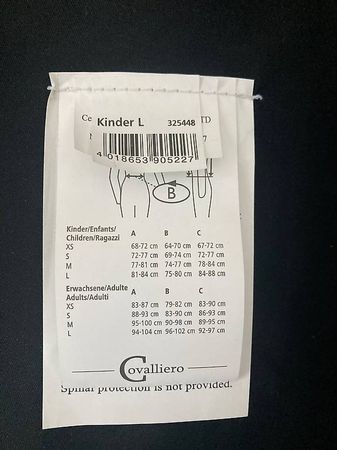 Kinder L 325448
Ce TD
7
4 018653 905227
B
Kinder/Enfants/
Children/Ragazzi A B C
XS 68-72 cm 64-70 cm 67-72 cm
S 72-77 cm 69-74 cm 72-77 cm
M 77-81 cm 74-77 cm 78-84 cm
L 81-84 cm 75-80 cm 84-88 cm
Erwachsene/Adulte
Adults/Adulti A B C
XS 83-87 cm 79-82 cm 83-90 cm
S 88-93 cm 83-90 cm 86-93 cm
M 95-100 cm 90-98 cm 89-95 cm
L 94-104 cm 96-102 cm 92-97 cm
Covalliero
Spinal protection is not provided.